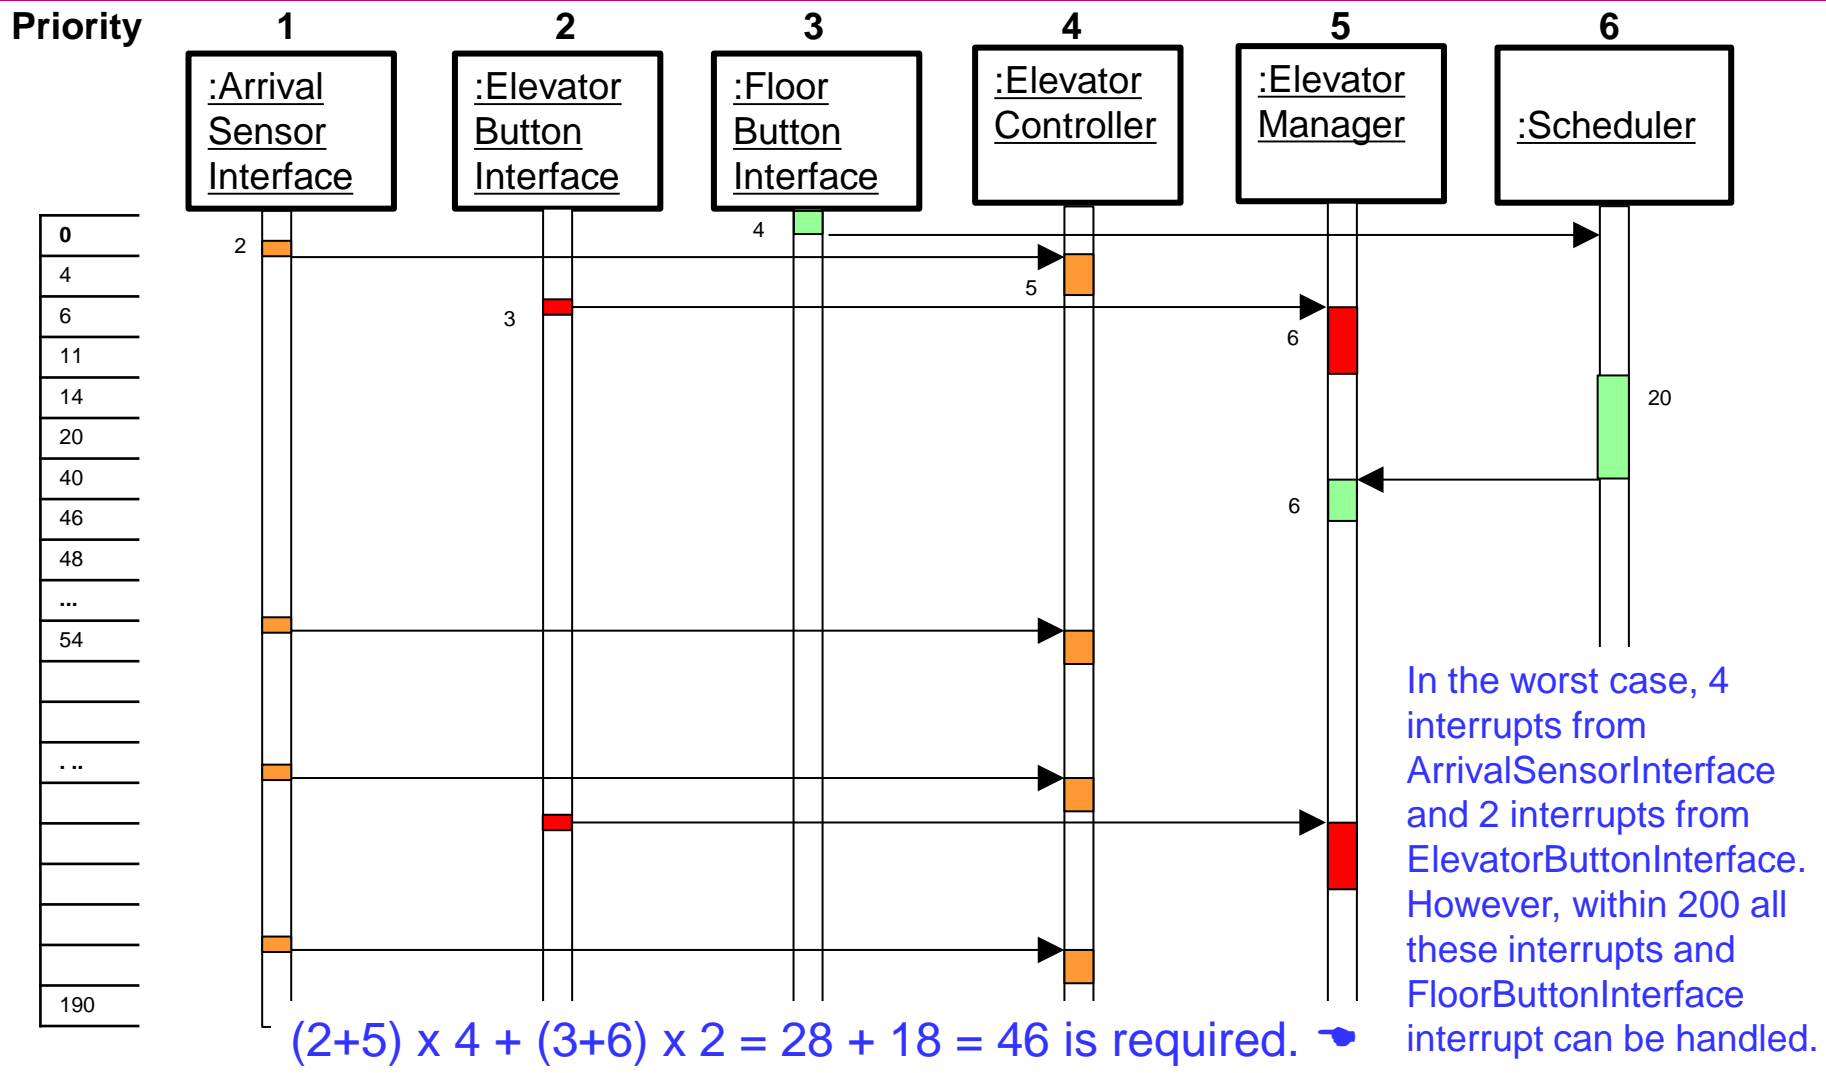 Priority 1 2 3 4 5 6
:Arrival
Sensor
Interface
:Elevator
Button
Interface
:Floor
Button
Interface
:Elevator
Controller
:Elevator
Manager
:Scheduler
0
4
6
11
14
20
40
46
48
...
54
. ..
190
2
4
5
3
6
20
6
In the worst case, 4
interrupts from
ArrivalSensorInterface
and 2 interrupts from
ElevatorButtonInterface.
However, within 200 all
these interrupts and
FloorButtonInterface
interrupt can be handled.
(2+5) x 4 + (3+6) x 2 = 28 + 18 = 46 is required.